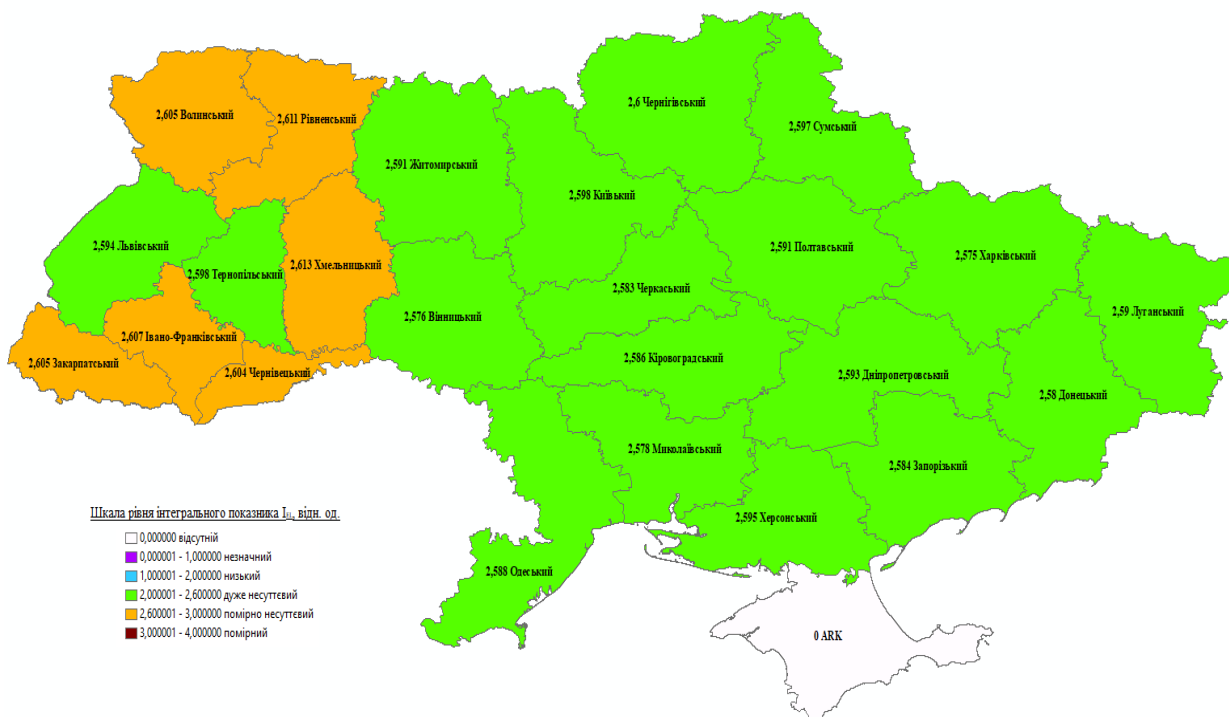 2,6 Чернігівський
2,605 Волинський
2,611 Рівненський
2,597 Сумський
2,591 Житомирський
2,598 Київський
2,594 Львівський
2,591 Полтавський
2,575 Харківський
2,613 Хмельницький
2,598 Тернопільський
2,583 Черкаський
2,59 Луганський
2,576 Вінницький
2,607 Івано-Франківський
2,586 Кіровоградський
2,605 Закарпатський
2,604 Чернівецький
2,593 Дніпропетровський
2,58 Донецький
2,578 Миколаївський
2,584 Запорізький
2,595 Херсонський
2,588 Одеський
0 ARK
Шкала рівня інтегрального показника відн. од.
0,000000 відсутній
0,000001 - 1,000000 незначний
1,000001 - 2,000000 низький
2,000001 - 2,600000 дуже несуттєвий
2,600001 - 3,000000 помірно несуттєвий
3,000001 - 4,000000 помірний